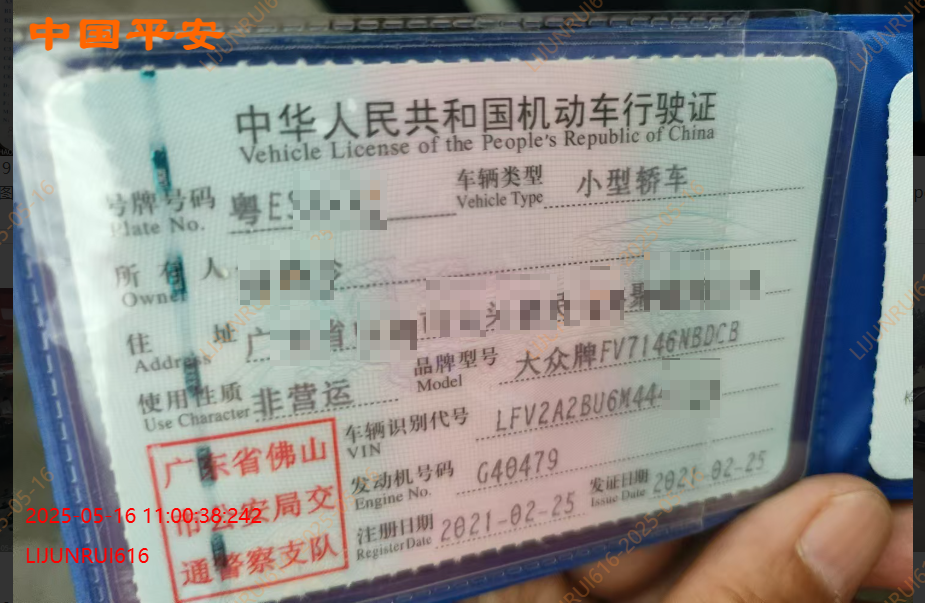 中国平安
中华人民共和国机动车行驶证
Vehicle License of the People's Republic of China
号牌号码 粤ES 车辆类型 小型轿车
Plate No. Vehicle Type
所有人
Owner
住址 广 省
Address
品牌型号 大众牌FV7146NBDCB
Model
使用性质 非营运
Use Character
车辆识别代号 LFV2A2BU6M44
VIN
发动机号码 G40479
Engine No.
发证日期 2021-02-25
Issue Date
注册日期 2021-02-25
Register Date
广东省佛山
市公安局交
通警察支队
2025-05-16 11:00:38:242
LIJUNRUI616